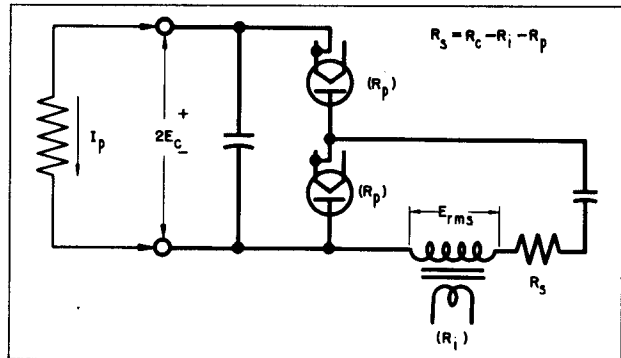 R_s = R_c – R_i – R_p
(R_p)
I_p
+
2E_c
–
(R_p)
E_rms
R_s
(R_i)